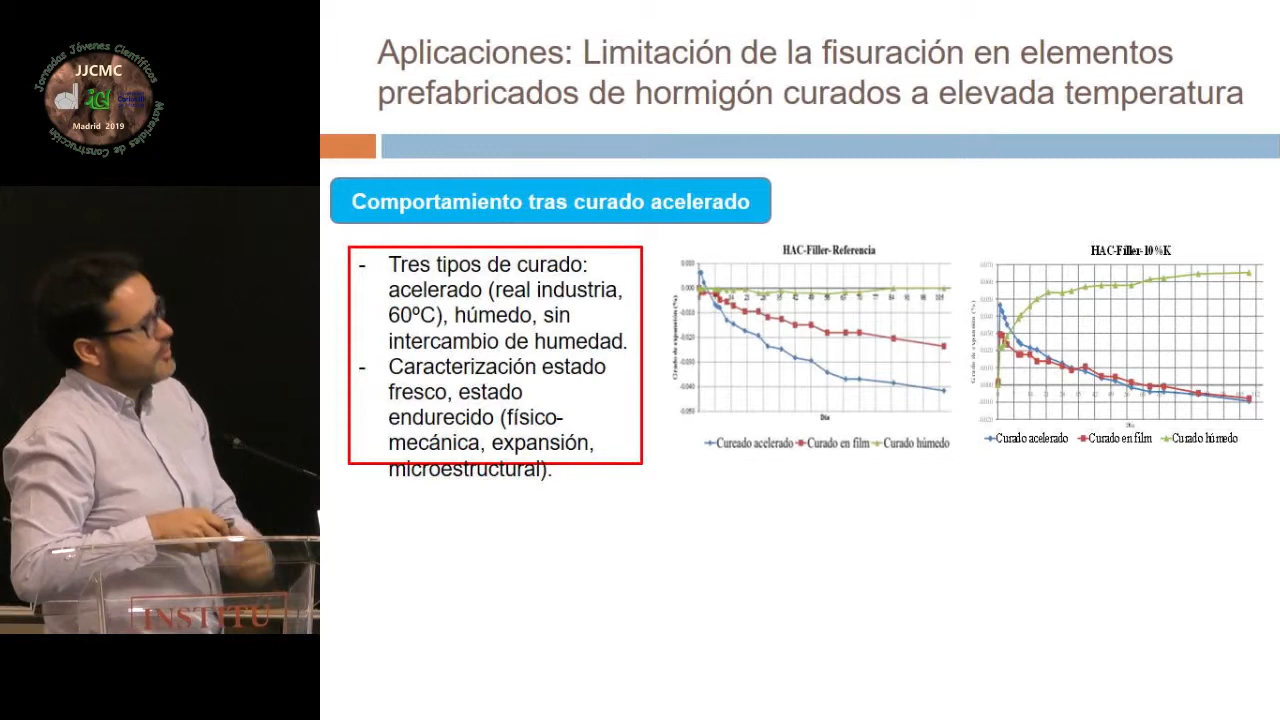 Jornadas Jóvenes Científicos
JJCMC
Madrid 2019
Materiales de Construcción
Aplicaciones: Limitación de la fisuración en elementos
prefabricados de hormigón curados a elevada temperatura
Comportamiento tras curado acelerado
- Tres tipos de curado:
acelerado (real industria,
60ºC), húmedo, sin
intercambio de humedad.
- Caracterización estado
fresco, estado
endurecido (físico-
mecánica, expansión,
microestructural).
HAC-Filler-Referencia
Día
Cureado acelerado Curado en film Curado húmedo
HAC-Filler-10%K
Curado acelerado Curado en film Curado húmedo
INSTITU